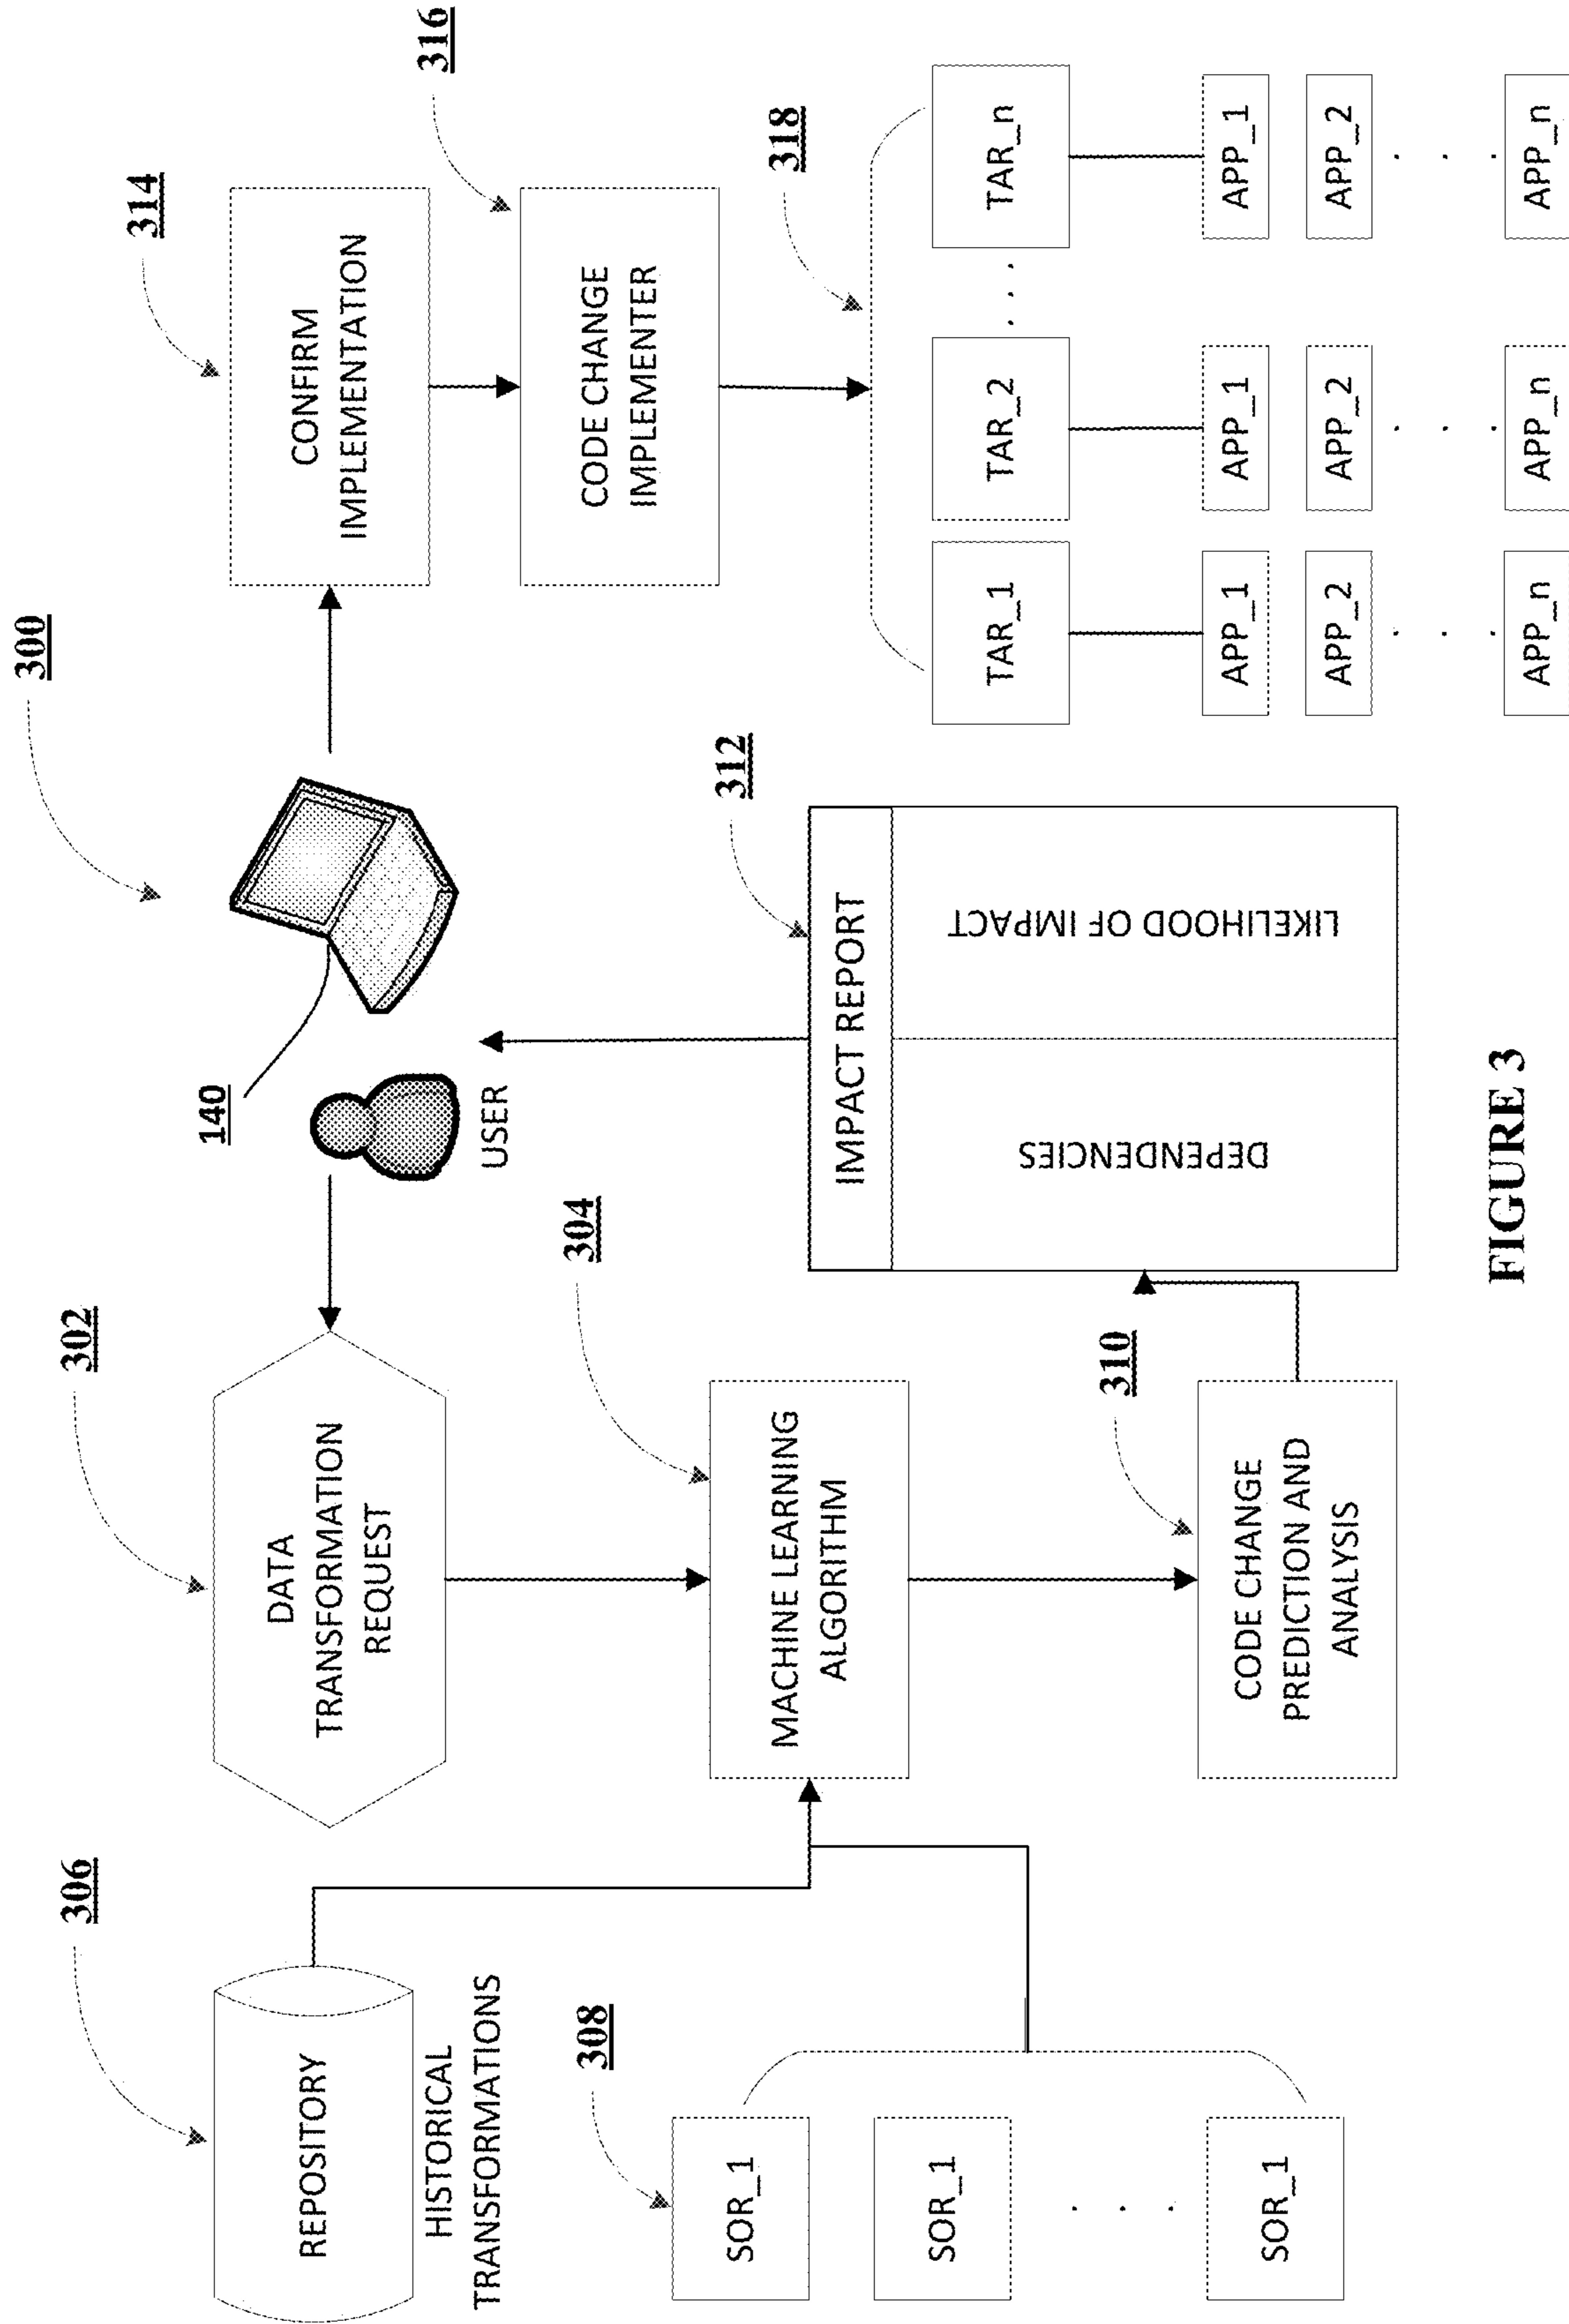 300
306
302
314
140
REPOSITORY
HISTORICAL
TRANSFORMATIONS
DATA
TRANSFORMATION
REQUEST
USER
CONFIRM
IMPLEMENTATION
316
308
304
SOR_1
SOR_1
. . . .
SOR_1
MACHINE LEARNING
ALGORITHM
CODE CHANGE
IMPLEMENTER
312
318
310
CODE CHANGE
PREDICTION AND
ANALYSIS
IMPACT REPORT
DEPENDENCIES
LIKELIHOOD OF IMPACT
TAR_1
TAR_2
. . .
TAR_n
APP_1
APP_1
APP_1
APP_2
APP_2
APP_2
. . .
. . .
. . .
APP_n
APP_n
APP_n
FIGURE 3